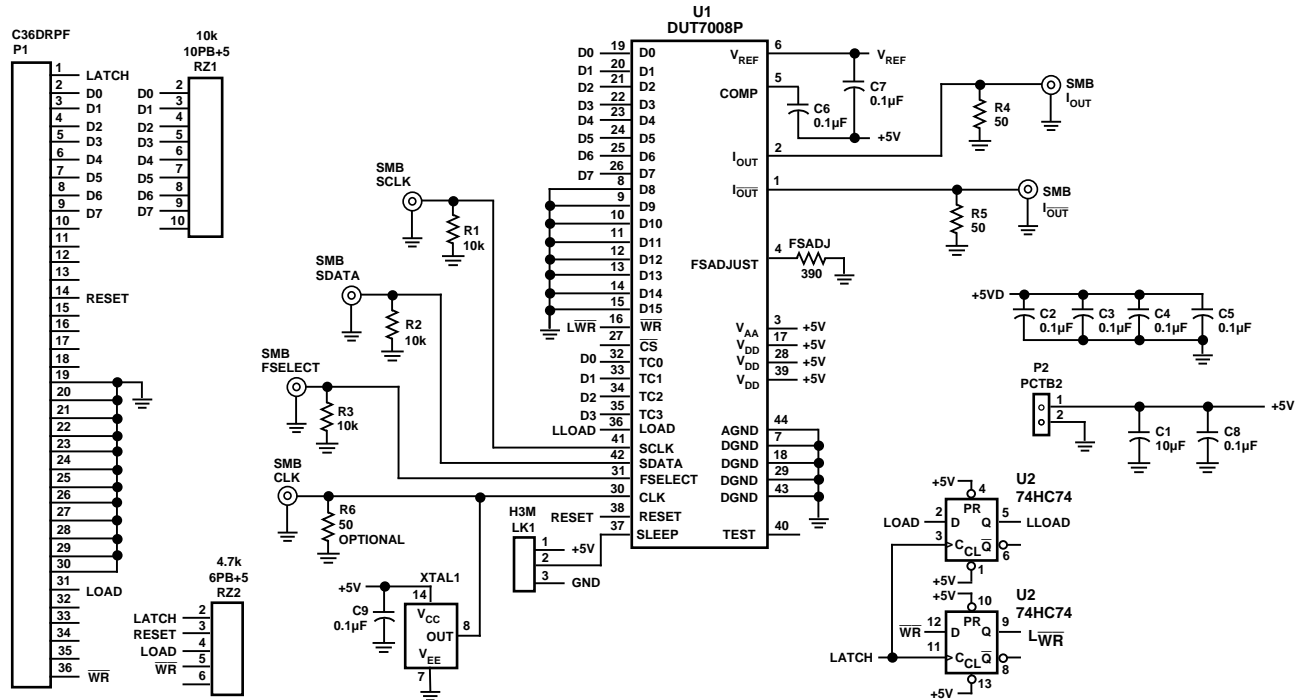 C36DRPF
P1
1
LATCH
2
D0
3
D1
4
D2
5
D3
6
D4
7
D5
8
D6
9
D7
10
11
12
13
14
RESET
15
16
17
18
19
20
21
22
23
24
25
26
27
28
29
30
31
LOAD
32
33
34
35
36
WR
10k
10PB+5
RZ1
D0 2
D1 3
D2 4
D3 5
D4 6
D5 7
D6 8
D7 9
10
4.7k
6PB+5
RZ2
LATCH 2
RESET 3
LOAD 4
WR 5
6
SMB
SCLK
R1
10k
SMB
SDATA
R2
10k
SMB
FSELECT
R3
10k
SMB
CLK
R6
50
OPTIONAL
XTAL1
+5V
14
C9
0.1µF
VCC
OUT
8
VEE
7
H3M
LK1
1
+5V
2
3
GND
U1
DUT7008P
D0 19 D0
D1 20 D1
D2 21 D2
D3 22 D3
D4 23 D4
D5 24 D5
D6 25 D6
D7 26 D7
8 D8
9 D9
10 D10
11 D11
12 D12
13 D13
14 D14
15 D15
LWR 16 WR
27 CS
D0 32 TC0
D1 33 TC1
D2 34 TC2
D3 35 TC3
LLOAD 36 LOAD
41 SCLK
42 SDATA
31 FSELECT
30 CLK
RESET 38 RESET
37 SLEEP
VREF 6 VREF
COMP 5
C6
0.1µF
C7
0.1µF
+5V
IOUT 2
R4
50
SMB
IOUT
IOUT 1
R5
50
SMB
IOUT
FSADJUST 4
FSADJ
390
VAA 3 +5V
VDD 17 +5V
VDD 28 +5V
VDD 39 +5V
AGND 44
DGND 7
DGND 18
DGND 29
DGND 43
TEST 40
+5VD
C2
0.1µF
C3
0.1µF
C4
0.1µF
C5
0.1µF
P2
PCTB2
1
2
+5V
C1
10µF
C8
0.1µF
U2
74HC74
+5V
4
PR
LOAD 2 D
Q 5 LLOAD
3 C
CL
Q 6
+5V
1
U2
74HC74
+5V
10
PR
WR 12 D
Q 9 LWR
LATCH 11 C
CL
Q 8
+5V
13